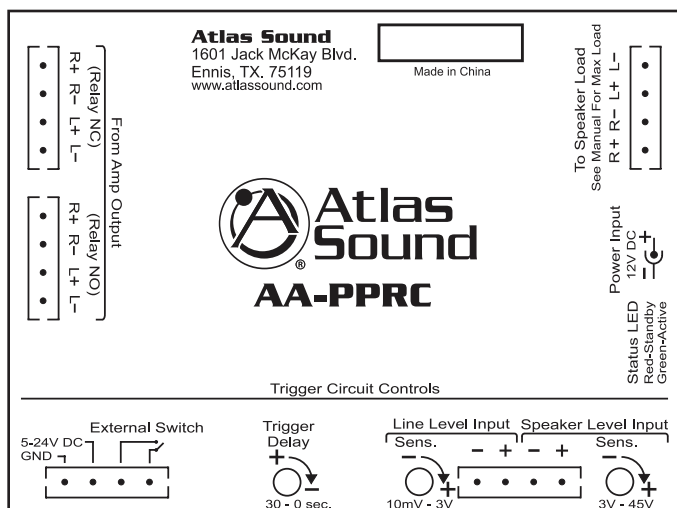 Atlas Sound
1601 Jack McKay Blvd.
Ennis, TX. 75119
www.atlassound.com
Made in China
R+ R− L+ L−
(Relay NC)
From Amp Output
R+ R− L+ L−
(Relay NO)
To Speaker Load
See Manual For Max Load
R+ R− L+ L−
Atlas
Sound
®
AA-PPRC
Power Input
12V DC
− +
Status LED
Red-Standby
Green-Active
Trigger Circuit Controls
External Switch
5-24V DC
GND
Trigger
Delay
+ −
30 - 0 sec.
Line Level Input
Sens.
− +
− +
10mV - 3V
Speaker Level Input
Sens.
− +
− +
3V - 45V